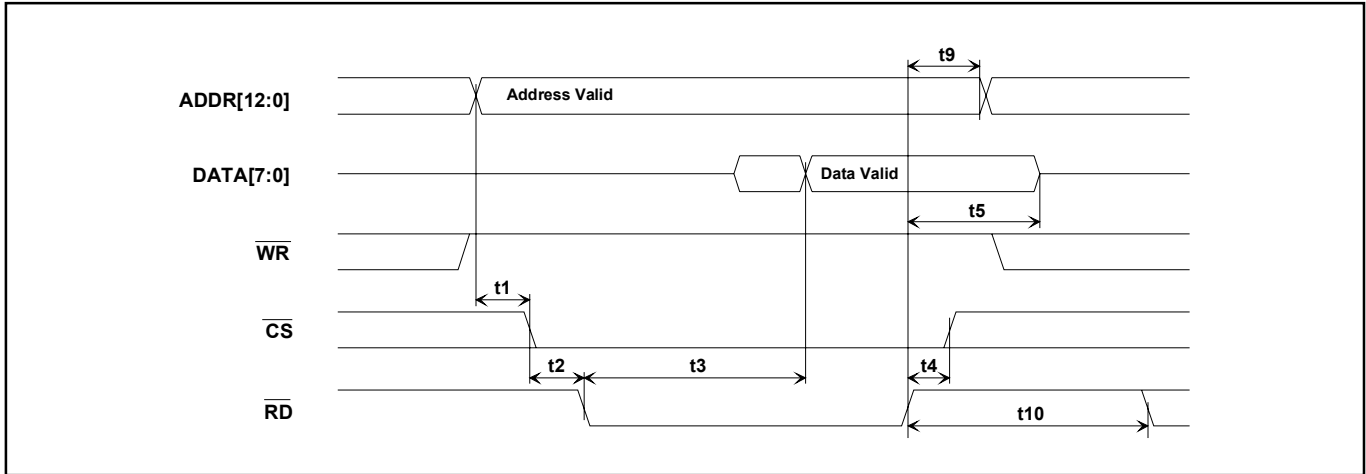 t9
ADDR[12:0]
Address Valid
DATA[7:0]
Data Valid
t5
WR
t1
CS
t2
t3
t4
RD
t10